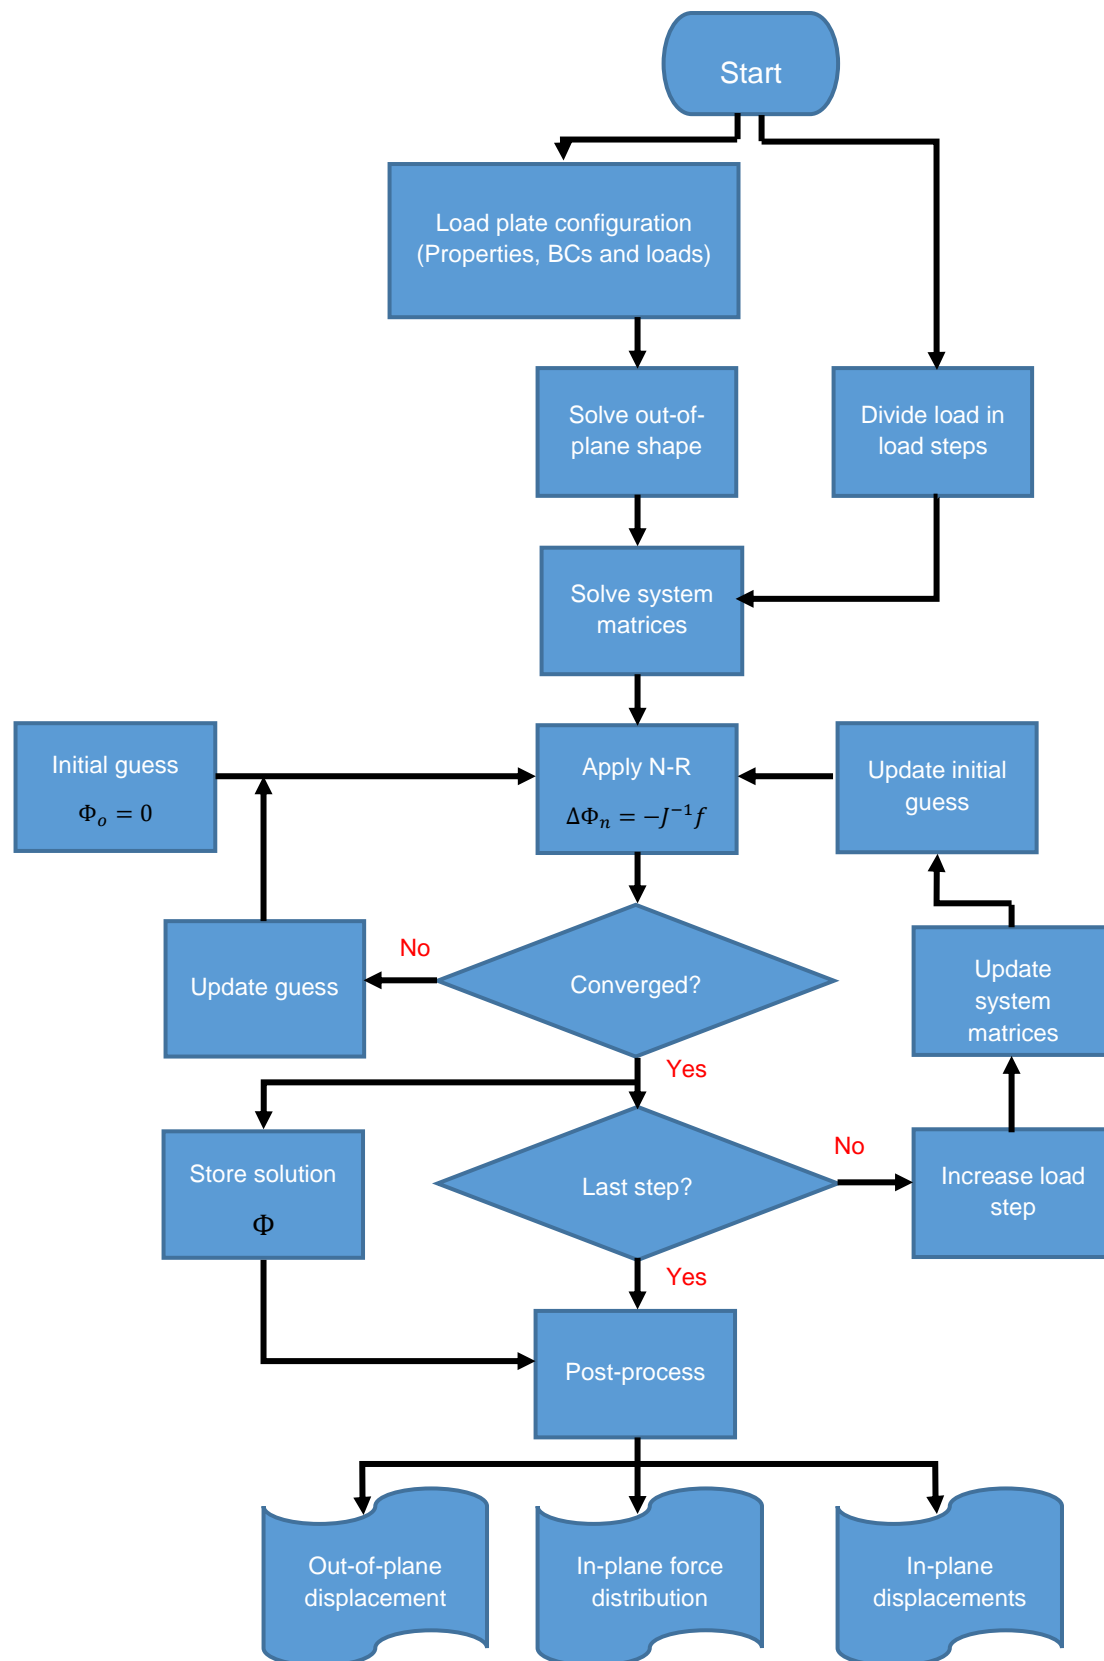 Start
Load plate configuration
(Properties, BCs and loads)
Solve out-of-
plane shape
Divide load in
load steps
Solve system
matrices
Initial guess
Φₒ = 0
Apply N-R
ΔΦₙ = −J⁻¹f
Update initial
guess
No
Update guess
Converged?
Update
system
matrices
Yes
Store solution
Φ
Last step?
No
Increase load
step
Yes
Post-process
Out-of-plane
displacement
In-plane force
distribution
In-plane
displacements